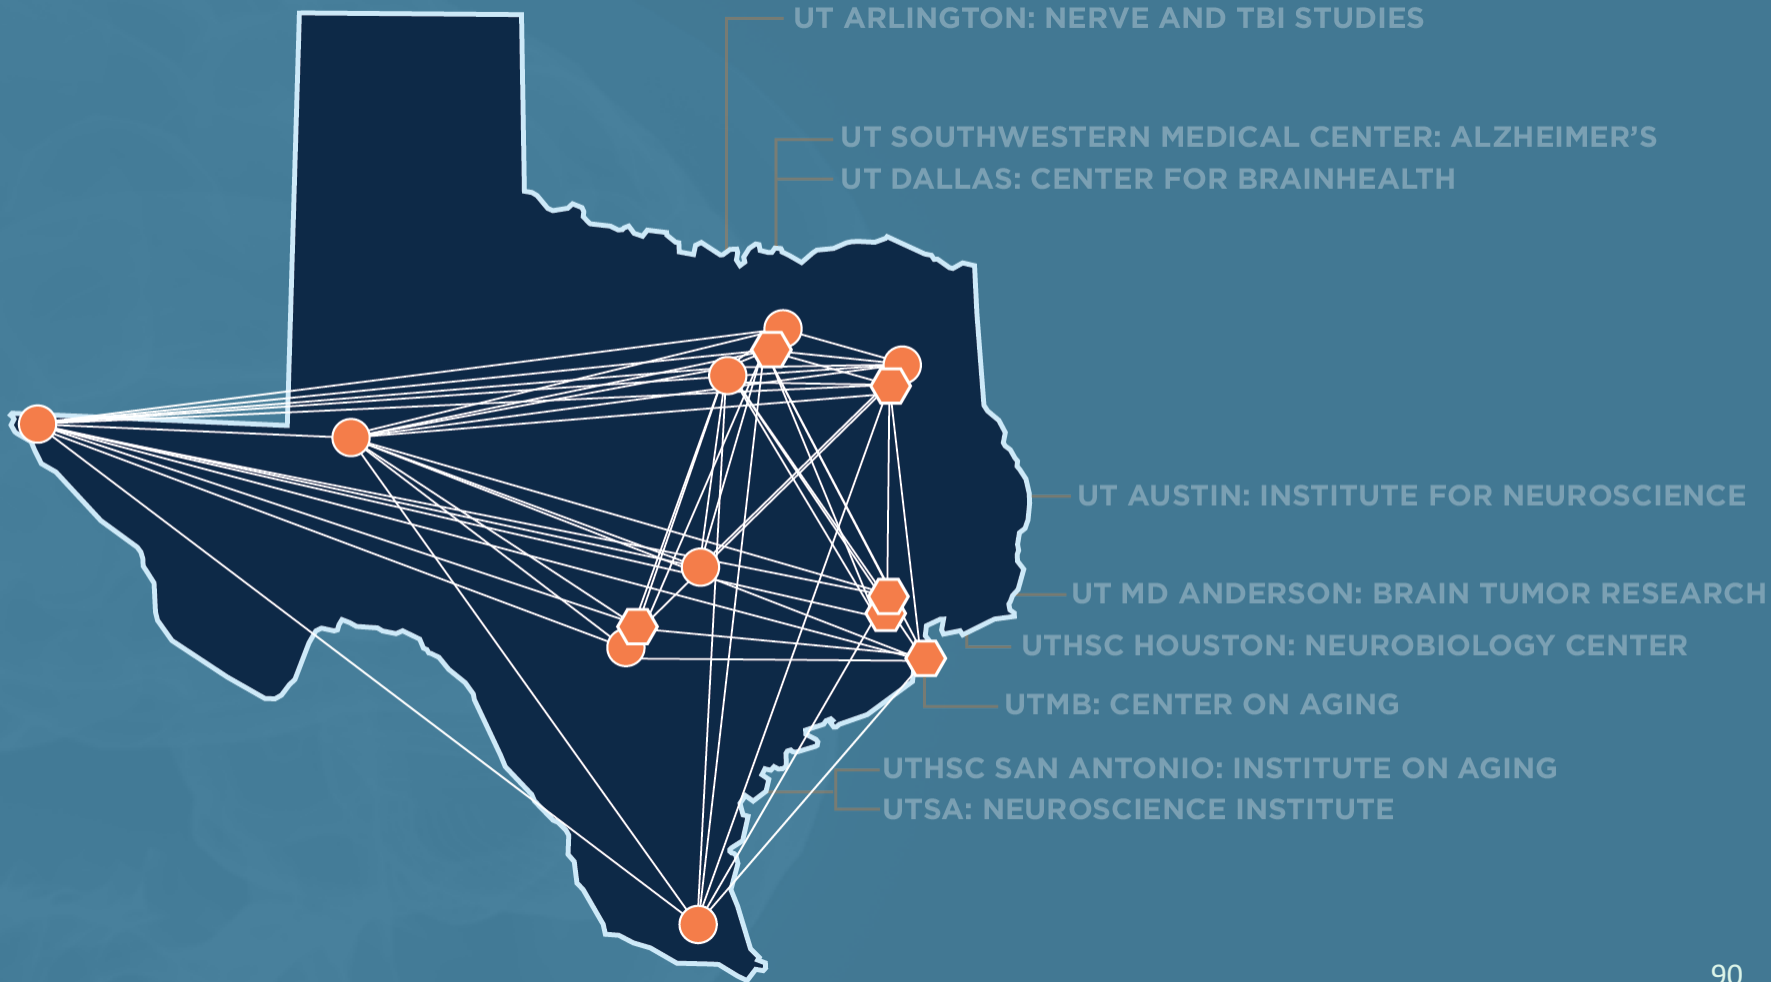 UT ARLINGTON: NERVE AND TBI STUDIES
UT SOUTHWESTERN MEDICAL CENTER: ALZHEIMER’S
UT DALLAS: CENTER FOR BRAINHEALTH
UT AUSTIN: INSTITUTE FOR NEUROSCIENCE
UT MD ANDERSON: BRAIN TUMOR RESEARCH
UTHSC HOUSTON: NEUROBIOLOGY CENTER
UTMB: CENTER ON AGING
UTHSC SAN ANTONIO: INSTITUTE ON AGING
UTSA: NEUROSCIENCE INSTITUTE
90